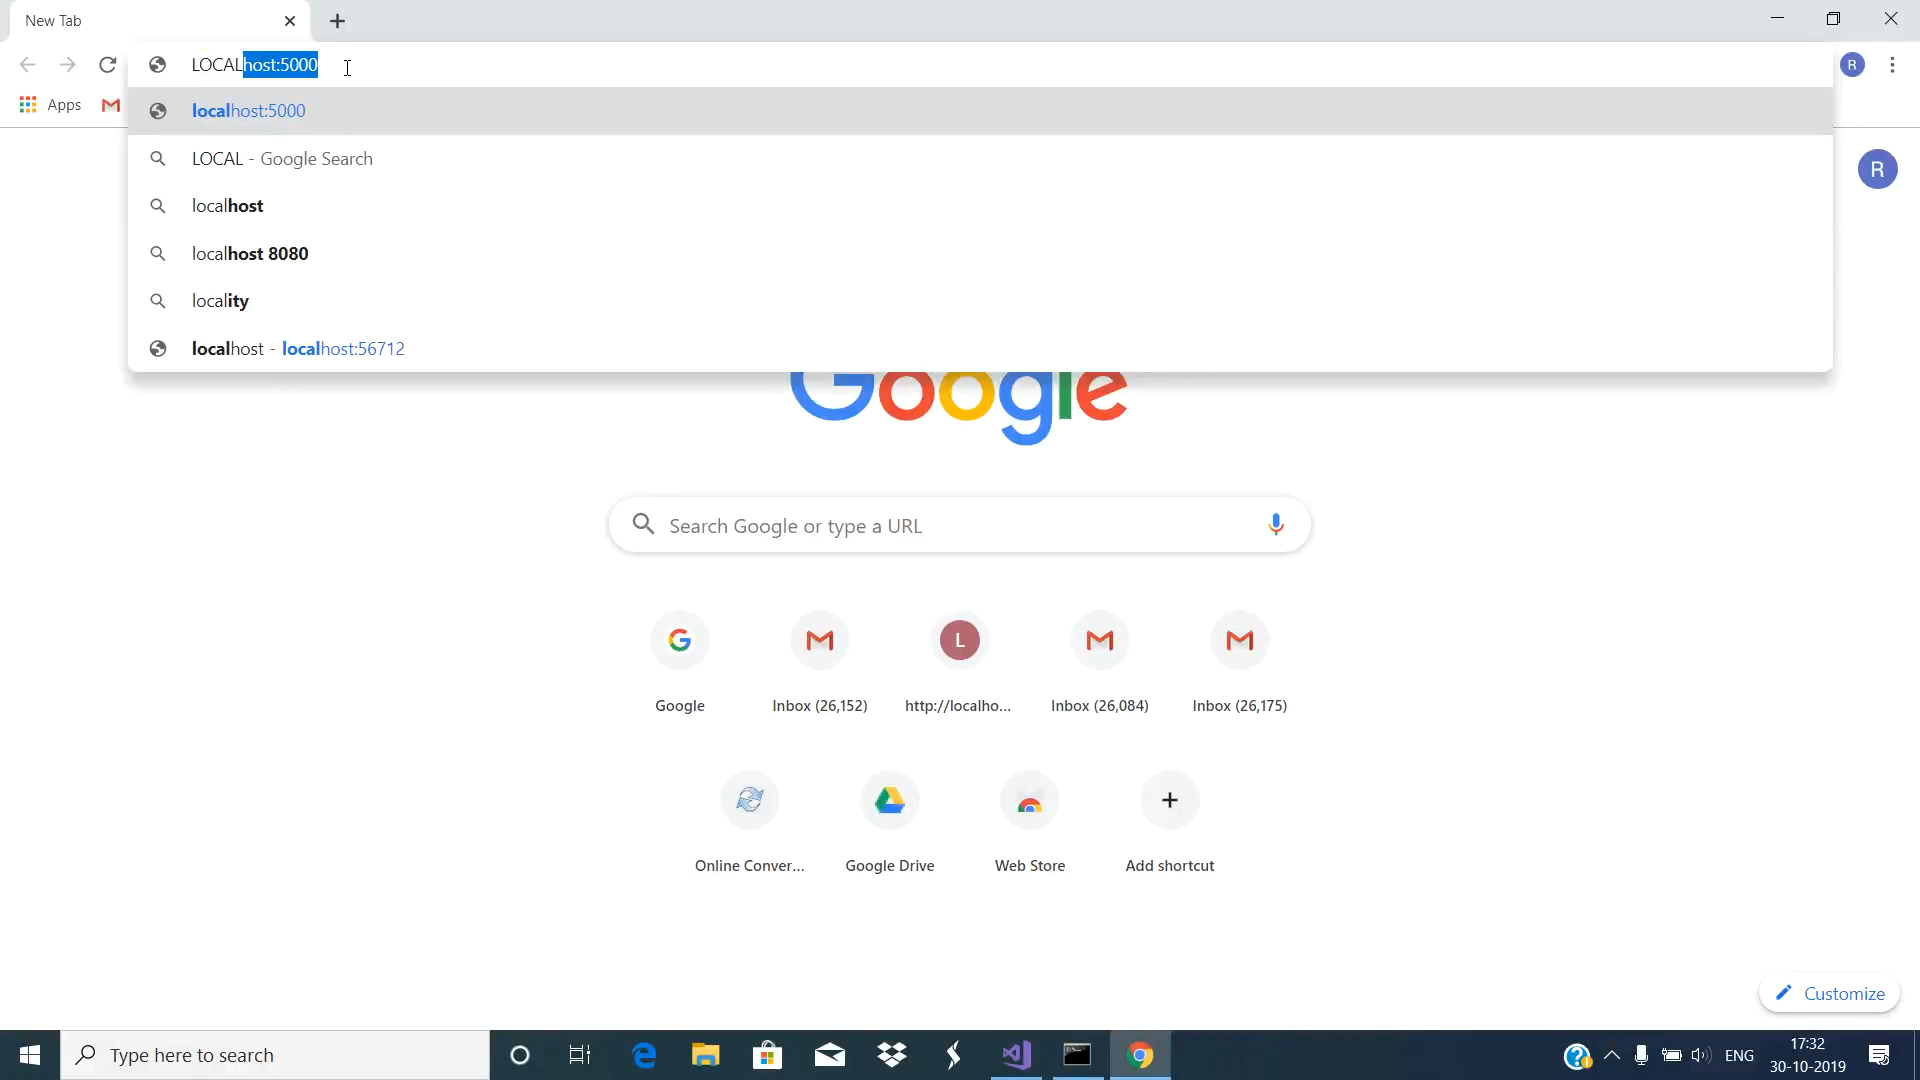 New Tab
LOCALhost:5000
R
Apps
localhost:5000
LOCAL - Google Search
R
localhost
localhost 8080
locality
localhost - localhost:56712
Google
Search Google or type a URL
L
Google
Inbox (26,152)
http://localho...
Inbox (26,084)
Inbox (26,175)
Online Conver...
Google Drive
Web Store
Add shortcut
Customize
Type here to search
ENG
17:32
30-10-2019